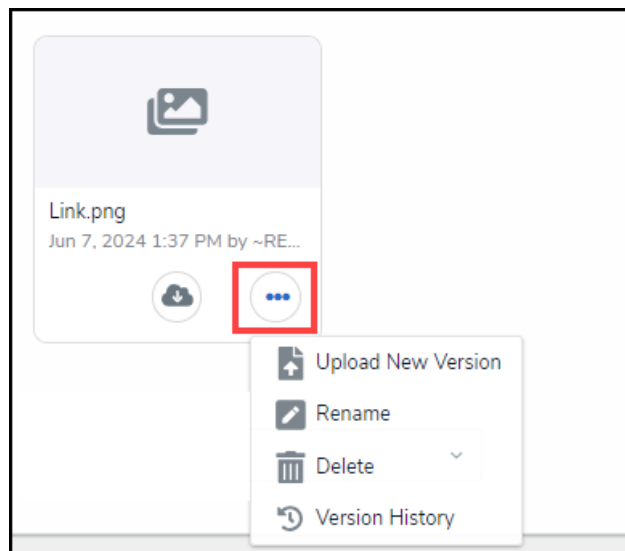 Link.png
Jun 7, 2024 1:37 PM by ~RE...
Upload New Version
Rename
Delete
Version History